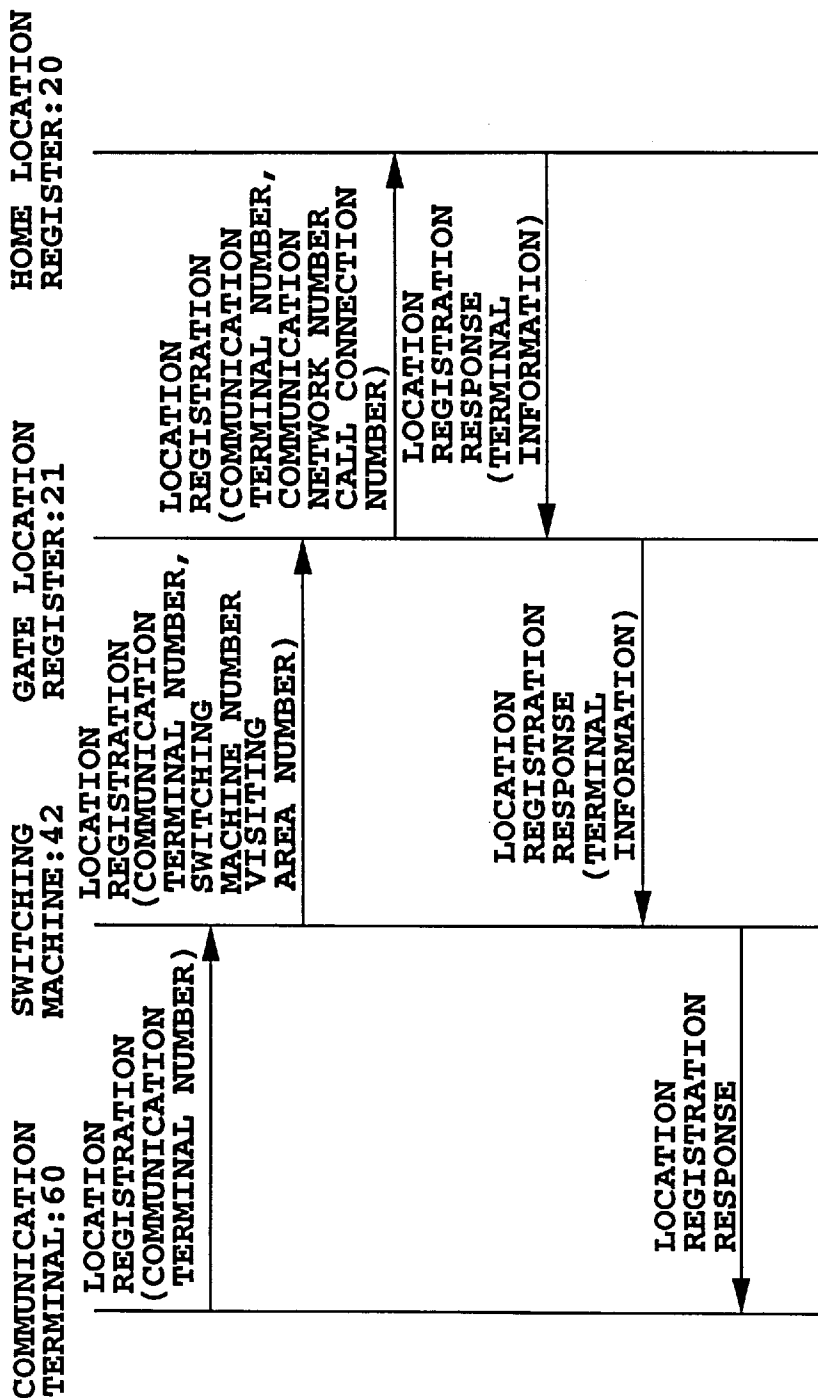 COMMUNICATION
TERMINAL:60
SWITCHING
MACHINE:42
GATE LOCATION
REGISTER:21
HOME LOCATION
REGISTER:20
LOCATION
REGISTRATION
(COMMUNICATION
TERMINAL NUMBER)
LOCATION
REGISTRATION
(COMMUNICATION
TERMINAL NUMBER,
SWITCHING
MACHINE NUMBER
VISITING
AREA NUMBER)
LOCATION
REGISTRATION
(COMMUNICATION
TERMINAL NUMBER,
COMMUNICATION
NETWORK NUMBER
CALL CONNECTION
NUMBER)
LOCATION
REGISTRATION
RESPONSE
(TERMINAL
INFORMATION)
LOCATION
REGISTRATION
RESPONSE
(TERMINAL
INFORMATION)
LOCATION
REGISTRATION
RESPONSE